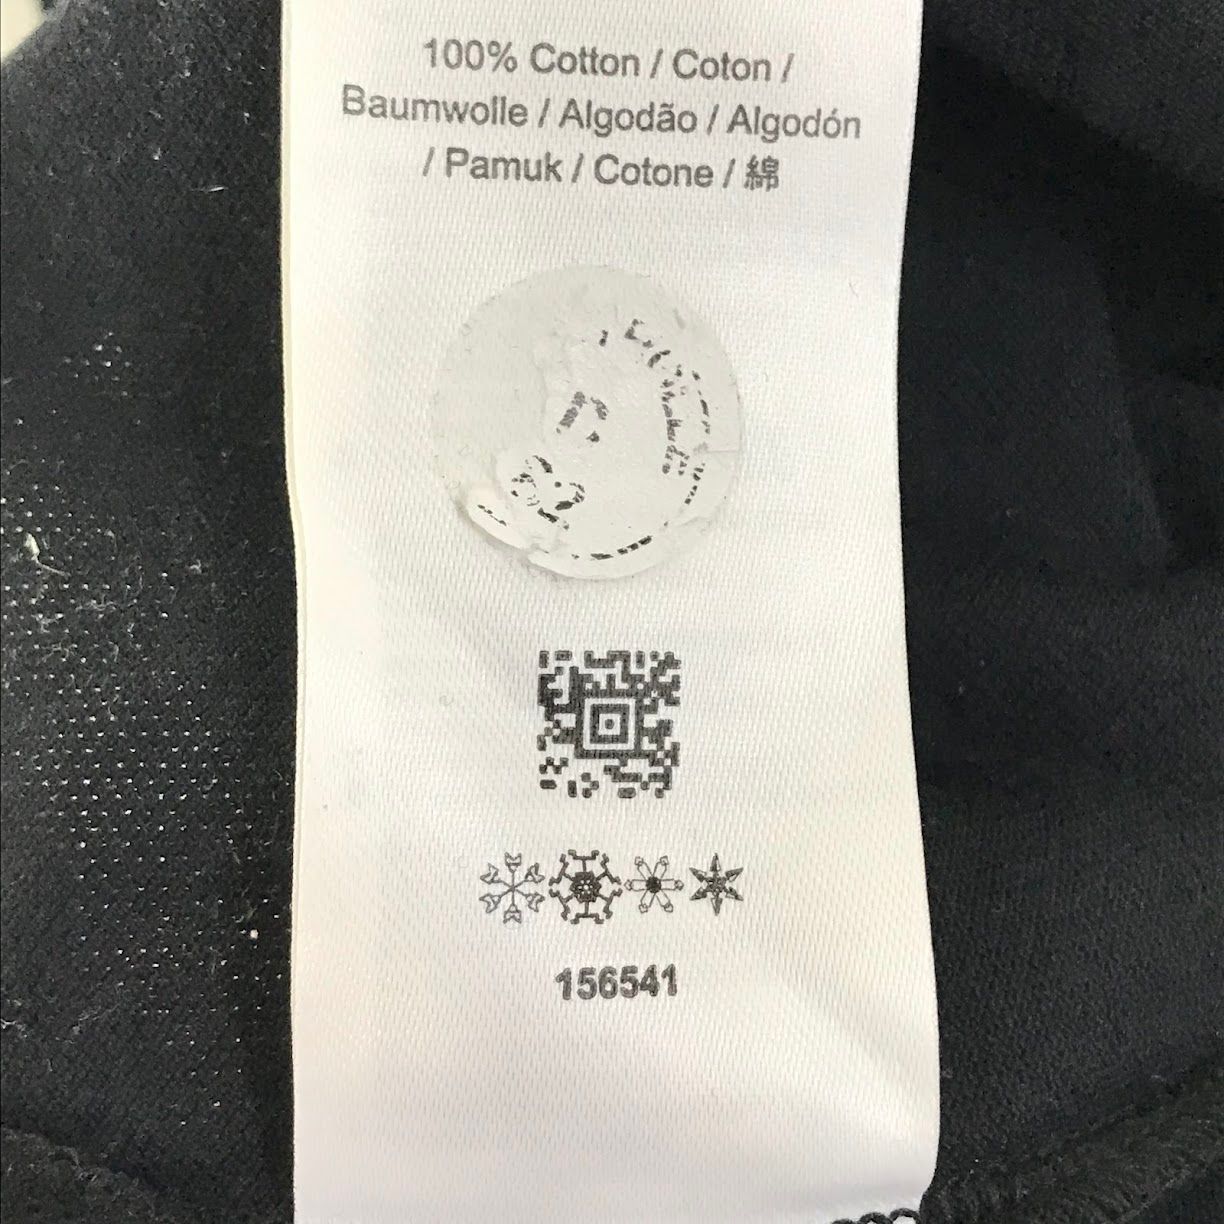 100% Cotton / Coton /
Baumwolle / Algodão / Algodón
/ Pamuk / Cotone / 綿
156541